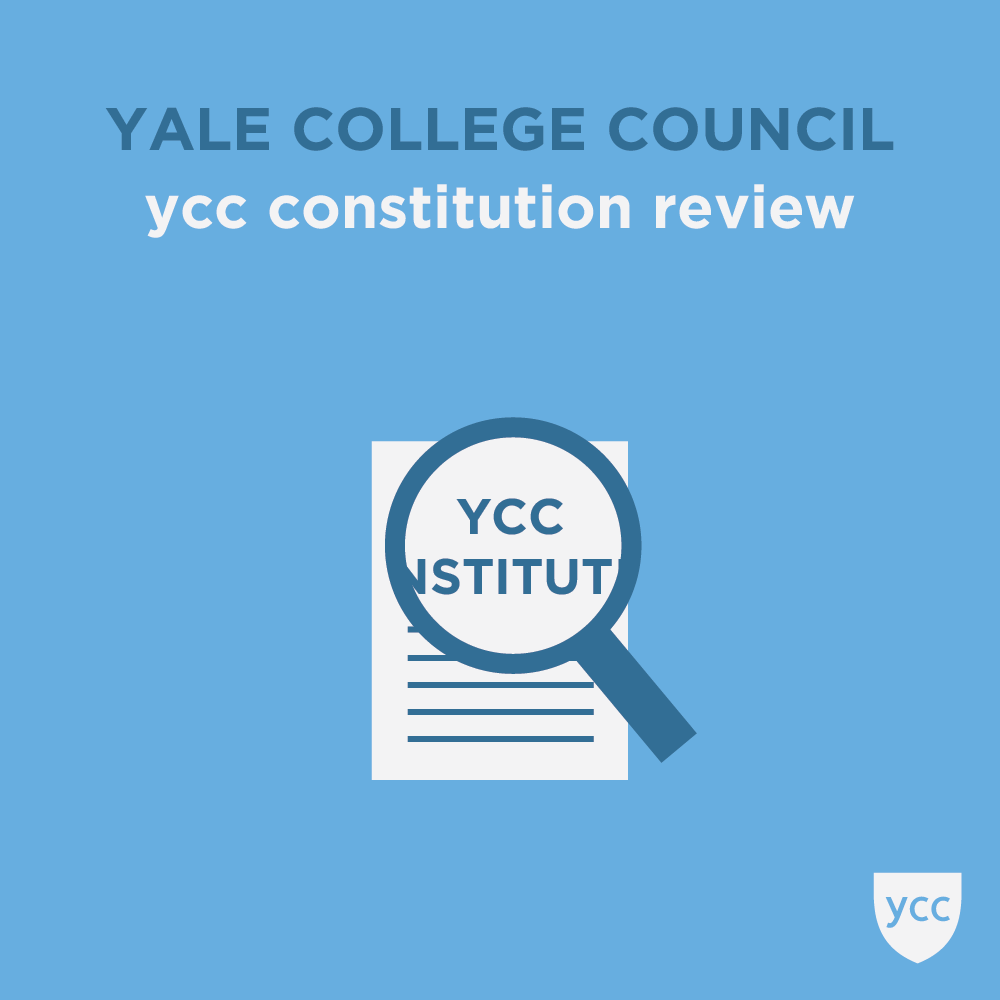 YALE COLLEGE COUNCIL
ycc constitution review
YCC
NSTITUT
ycc